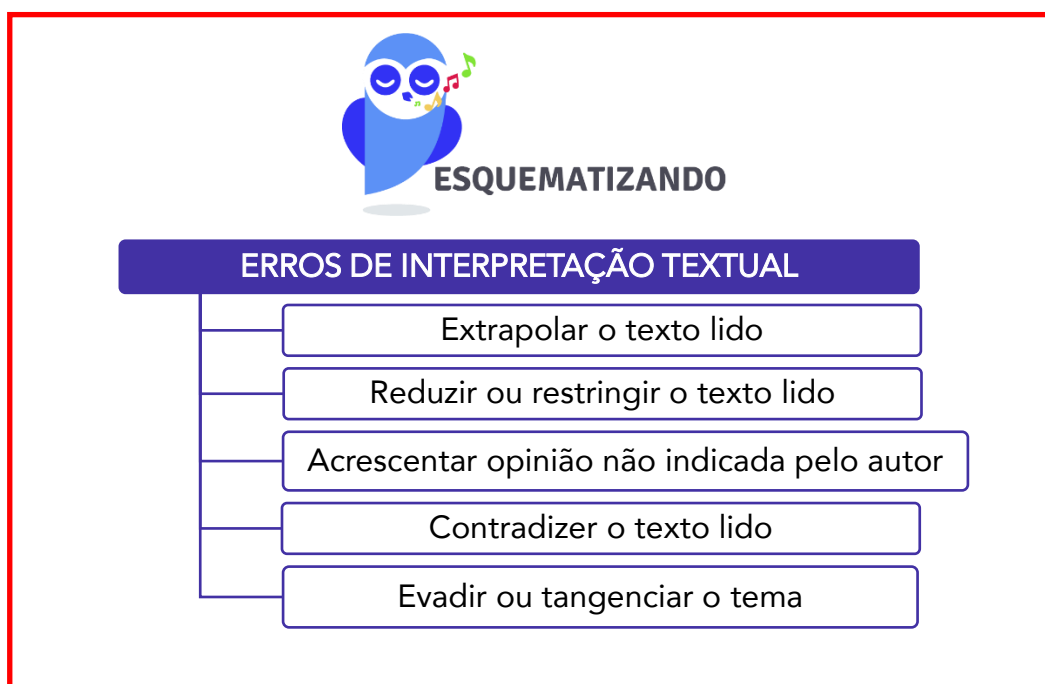 ESQUEMATIZANDO
ERROS DE INTERPRETAÇÃO TEXTUAL
Extrapolar o texto lido
Reduzir ou restringir o texto lido
Acrescentar opinião não indicada pelo autor
Contradizer o texto lido
Evadir ou tangenciar o tema